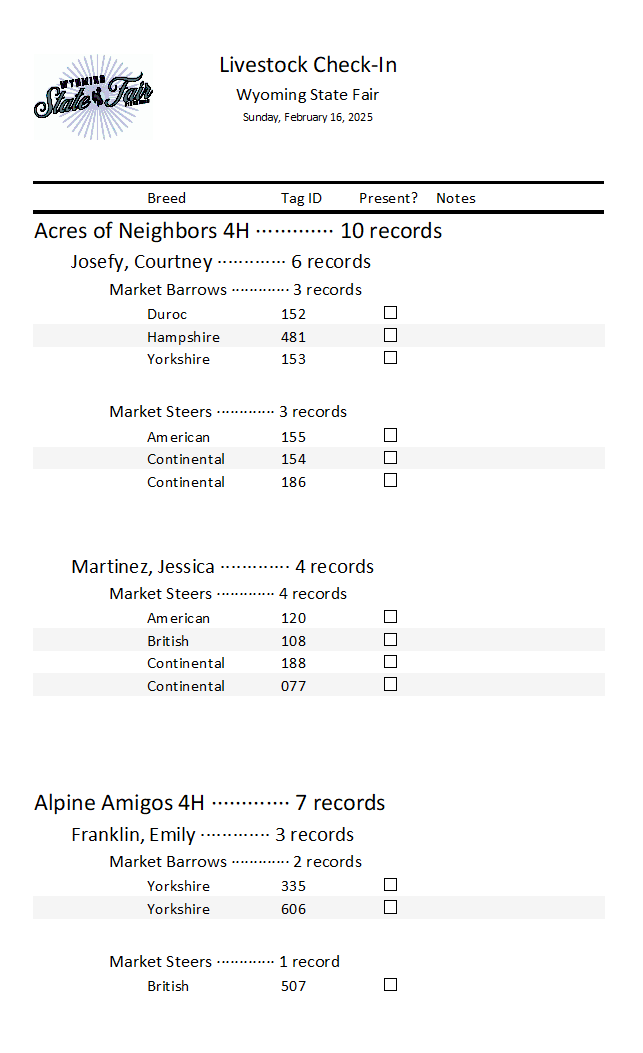 WYOMING
State Fair
Livestock Check-In
Wyoming State Fair
Sunday, February 16, 2025
Breed Tag ID Present? Notes
Acres of Neighbors 4H ············· 10 records
Josefy, Courtney ············· 6 records
Market Barrows ············· 3 records
Duroc 152 ☐
Hampshire 481 ☐
Yorkshire 153 ☐
Market Steers ············· 3 records
American 155 ☐
Continental 154 ☐
Continental 186 ☐
Martinez, Jessica ············· 4 records
Market Steers ············· 4 records
American 120 ☐
British 108 ☐
Continental 188 ☐
Continental 077 ☐
Alpine Amigos 4H ············· 7 records
Franklin, Emily ············· 3 records
Market Barrows ············· 2 records
Yorkshire 335 ☐
Yorkshire 606 ☐
Market Steers ············· 1 record
British 507 ☐